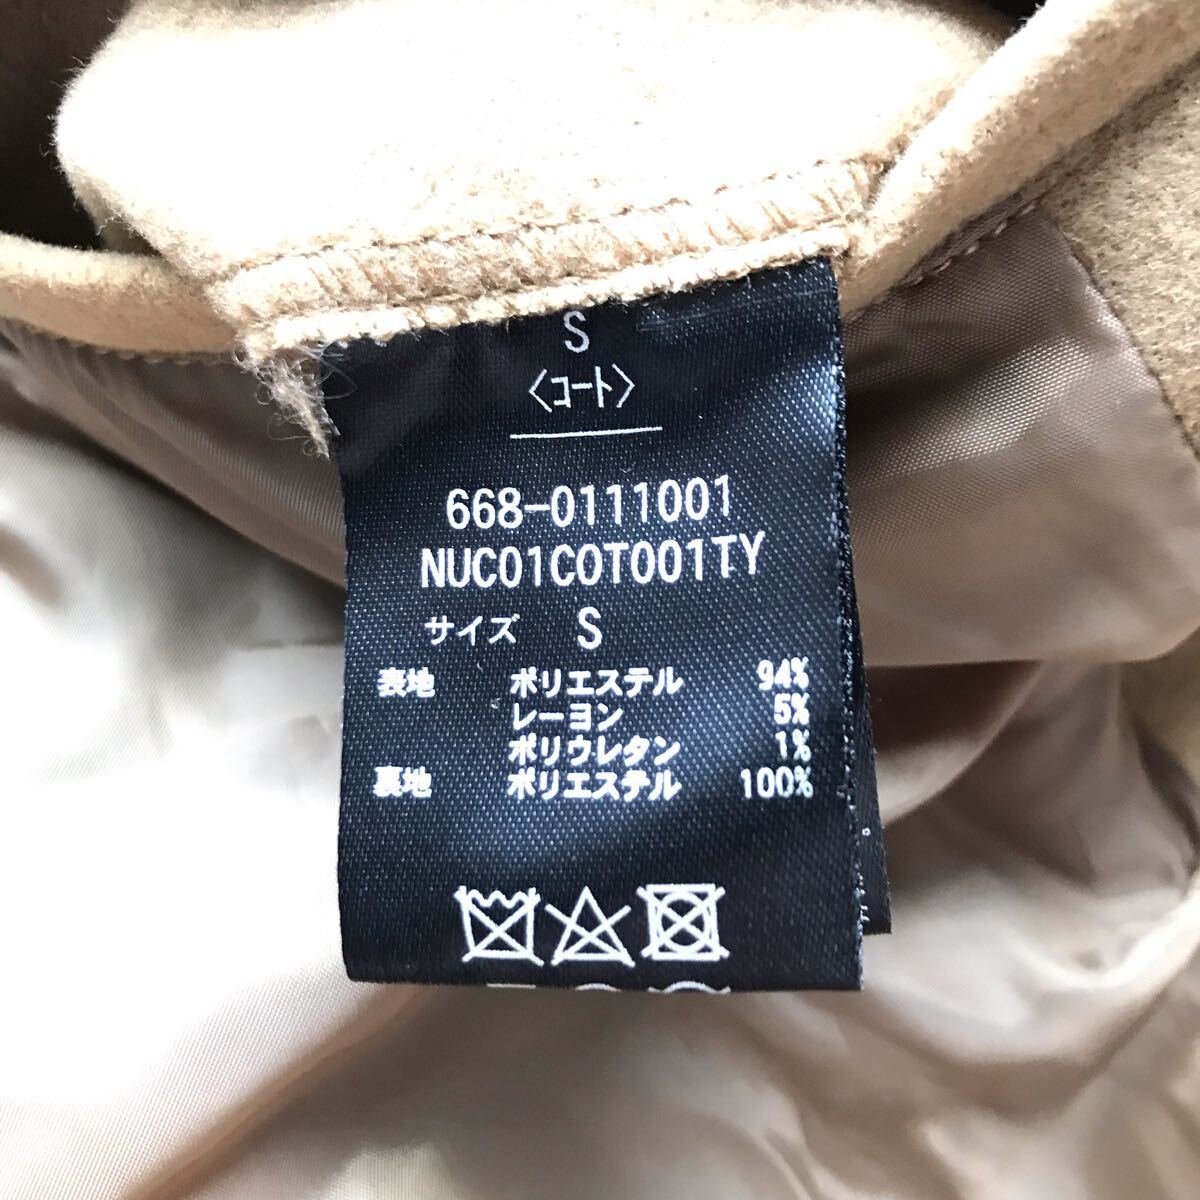 S
〈コート〉
668-0111001
NUC01COT001TY
サイズ S
表地 ポリエステル 94%
レーヨン 5%
ポリウレタン 1%
裏地 ポリエステル 100%